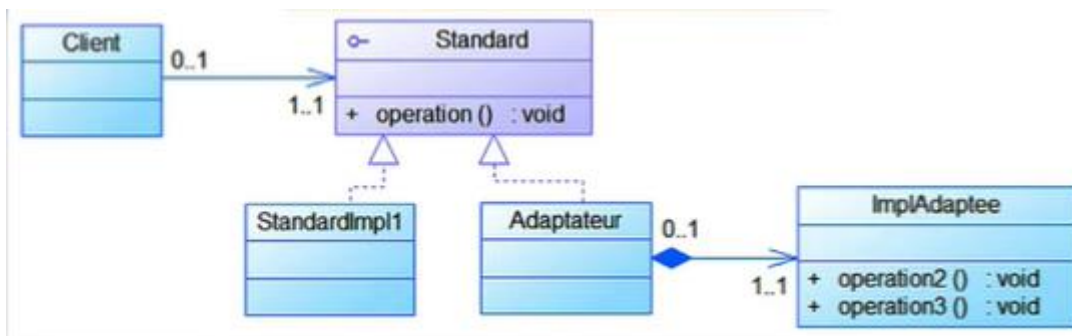 Client
Standard
0..1
1..1
+ operation () : void
StandardImpl1
Adaptateur
0..1
1..1
ImplAdaptee
+ operation2 () : void
+ operation3 () : void